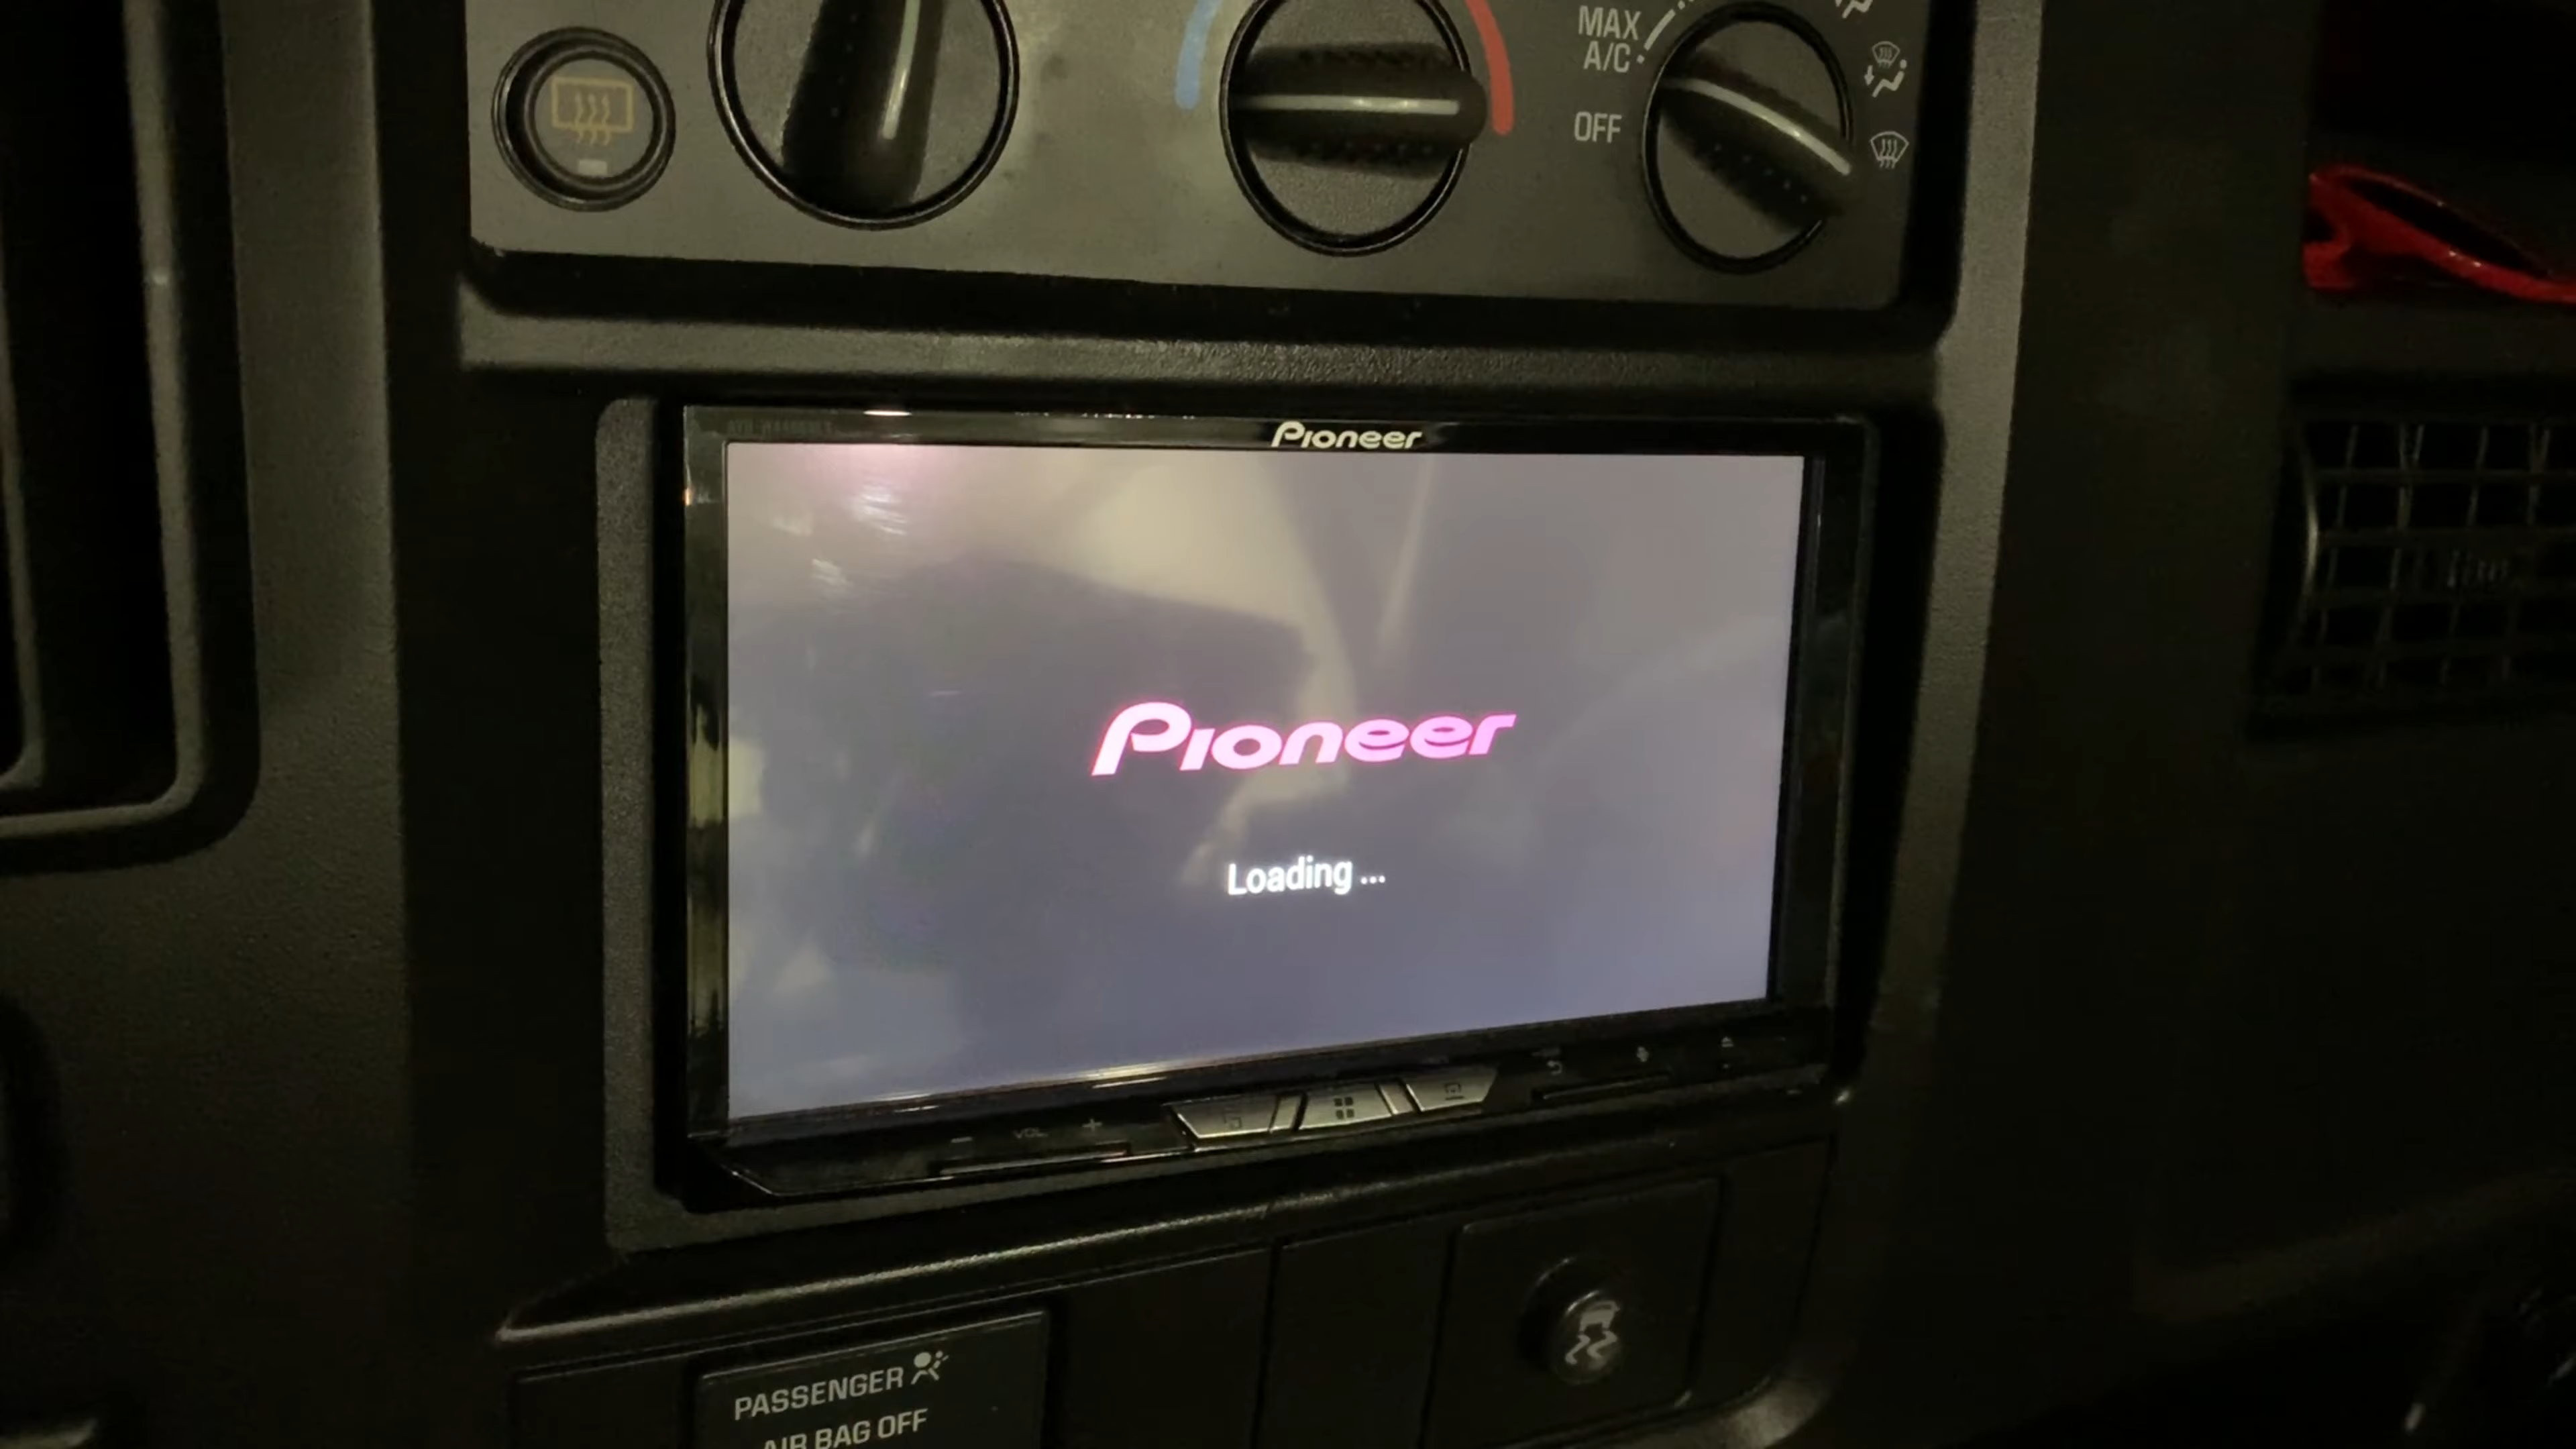 MAX
A/C
OFF
Pioneer
Pioneer
Loading ...
VOL
PASSENGER
AIR BAG OFF